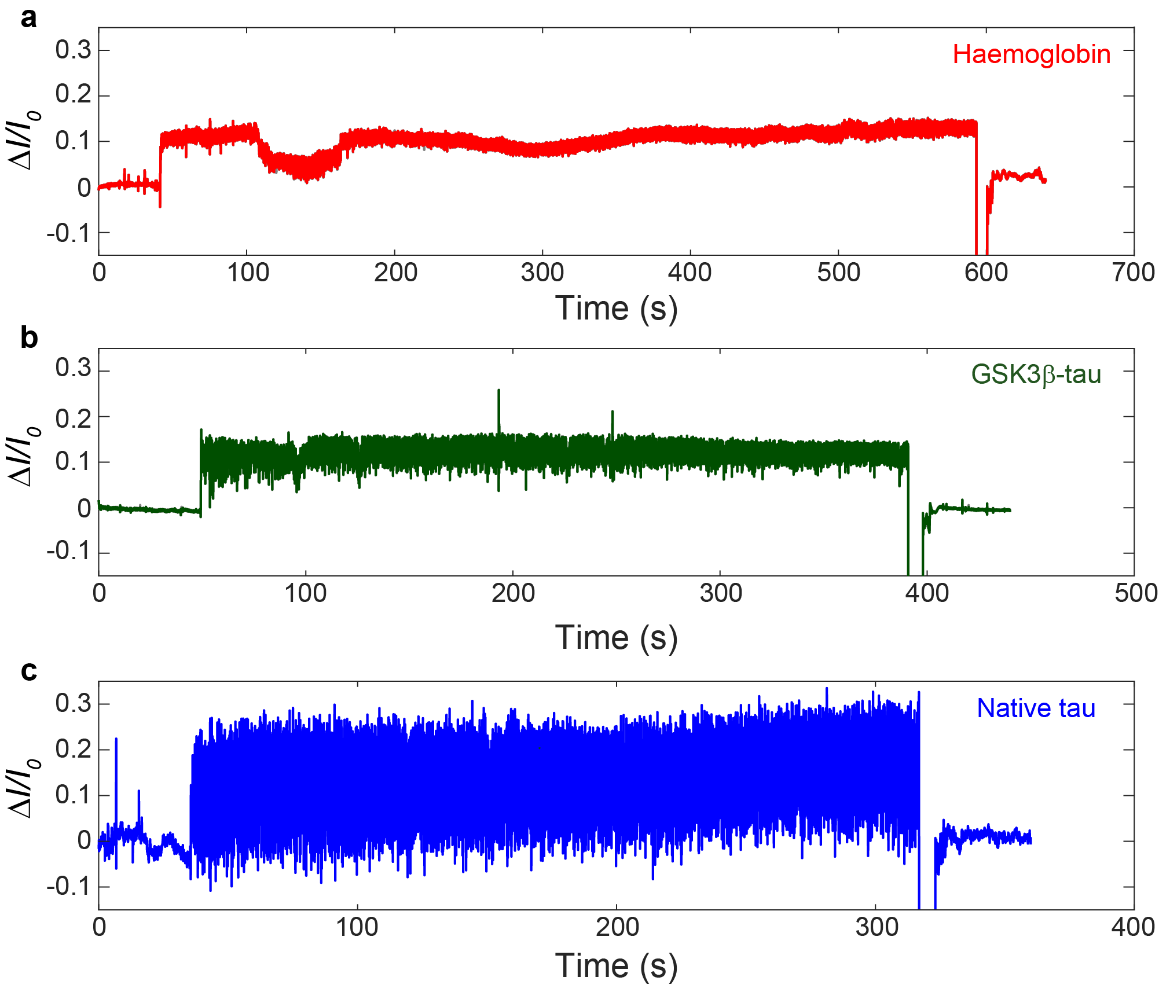 a
Haemoglobin
0.3
0.2
0.1
0
-0.1
ΔI/I0
0 100 200 300 400 500 600 700
Time (s)
b
GSK3β-tau
0.3
0.2
0.1
0
-0.1
ΔI/I0
0 100 200 300 400 500
Time (s)
c
Native tau
0.3
0.2
0.1
0
-0.1
ΔI/I0
0 100 200 300 400
Time (s)